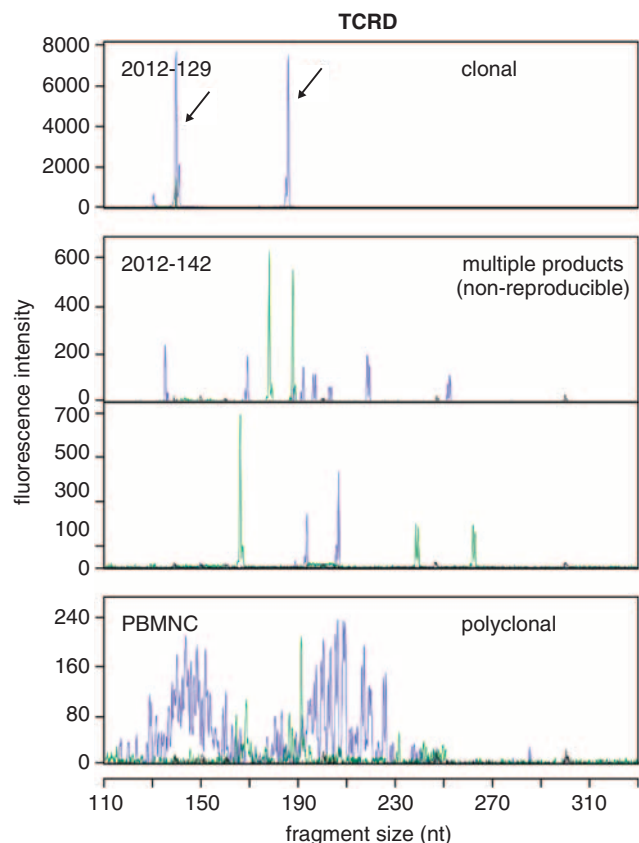 TCRD
8000
2012-129
clonal
6000
4000
2000
0
2012-142
multiple products
(non-reproducible)
600
400
200
0
700
500
300
100
0
fluorescence intensity
PBMNC
polyclonal
240
160
80
0
110 150 190 230 270 310
fragment size (nt)